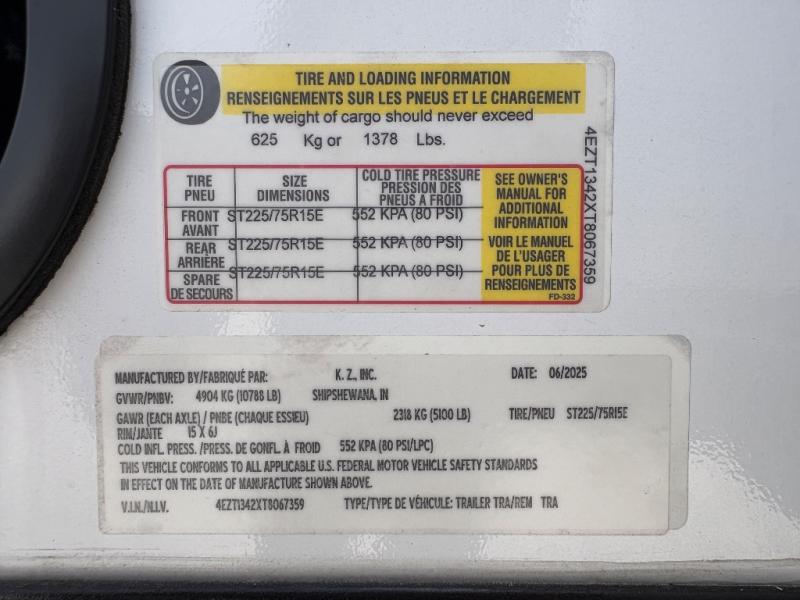 TIRE AND LOADING INFORMATION
RENSEIGNEMENTS SUR LES PNEUS ET LE CHARGEMENT
The weight of cargo should never exceed
625 Kg or 1378 Lbs.
TIRE PNEU
SIZE DIMENSIONS
COLD TIRE PRESSURE
PRESSION DES
PNEUS À FROID
FRONT AVANT ST225/75R15E 552 KPA (80 PSI)
REAR ARRIÈRE ST225/75R15E 552 KPA (80 PSI)
SPARE DE SECOURS ST225/75R15E 552 KPA (80 PSI)
SEE OWNER'S
MANUAL FOR
ADDITIONAL
INFORMATION
VOIR LE MANUEL
DE L'USAGER
POUR PLUS DE
RENSEIGNEMENTS
FD-332
4EZT1342XT8067359
MANUFACTURED BY/FABRIQUÉ PAR: K. Z., INC. DATE: 06/2025
GVWR/PNBV: 4904 KG (10788 LB) SHIPSHEWANA, IN
GAWR (EACH AXLE) / PNBE (CHAQUE ESSIEU) 2318 KG (5100 LB) TIRE/PNEU ST225/75R15E
RIM/JANTE 15 X 6J
COLD INFL. PRESS. /PRESS. DE GONFL. À FROID 552 KPA (80 PSI/LPC)
THIS VEHICLE CONFORMS TO ALL APPLICABLE U.S. FEDERAL MOTOR VEHICLE SAFETY STANDARDS
IN EFFECT ON THE DATE OF MANUFACTURE SHOWN ABOVE.
V.I.N./N.I.V. 4EZT1342XT8067359 TYPE/TYPE DE VÉHICULE: TRAILER TRA/REM TRA